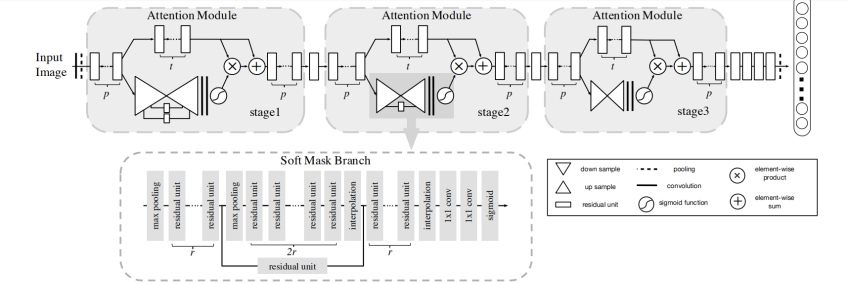 Attention Module
Attention Module
Attention Module
Input
Image
t
t
t
p
p
p
p
p
p
stage1
stage2
stage3
Soft Mask Branch
max pooling
residual unit
residual unit
max pooling
residual unit
residual unit
residual unit
residual unit
interpolation
residual unit
residual unit
interpolation
1x1 conv
1x1 conv
sigmoid
r
2r
r
residual unit
down sample
up sample
residual unit
pooling
convolution
sigmoid function
element-wise
product
element-wise
sum